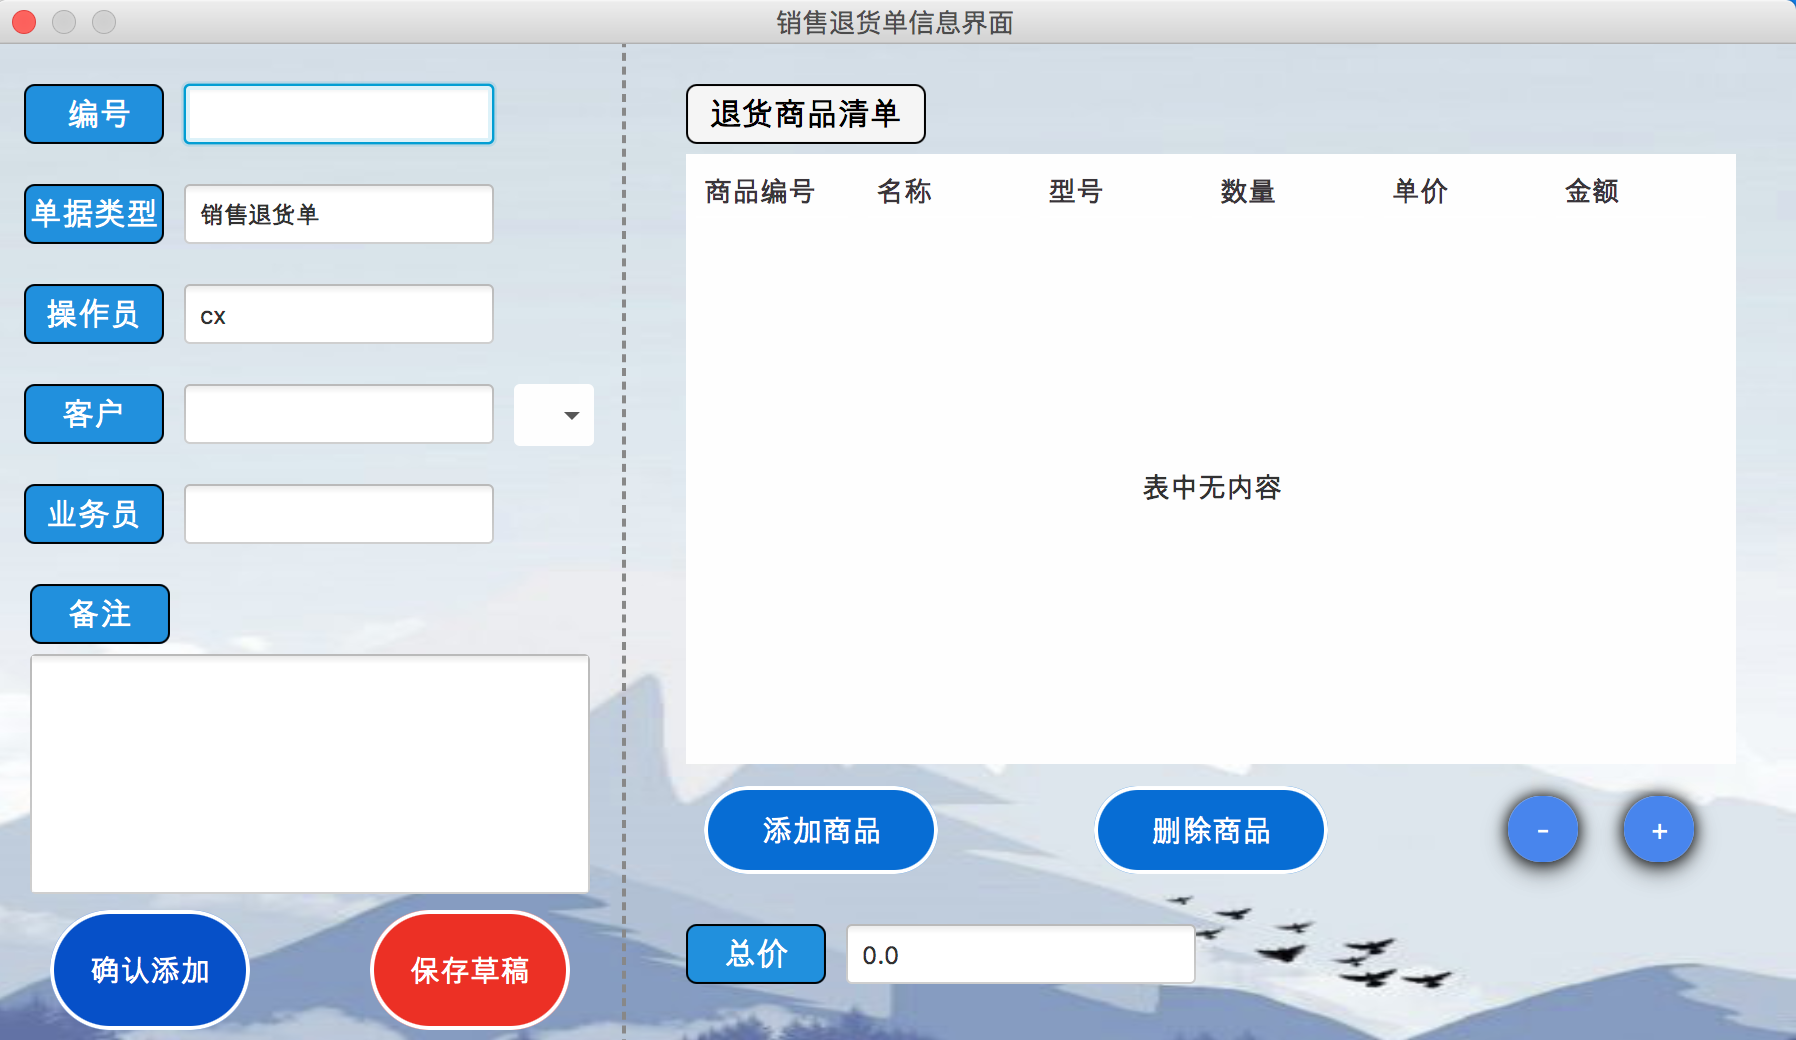 销售退货单信息界面
编号
单据类型 销售退货单
操作员 cx
客户
业务员
备注
确认添加 保存草稿
退货商品清单
商品编号 名称 型号 数量 单价 金额
表中无内容
添加商品 删除商品 - +
总价 0.0